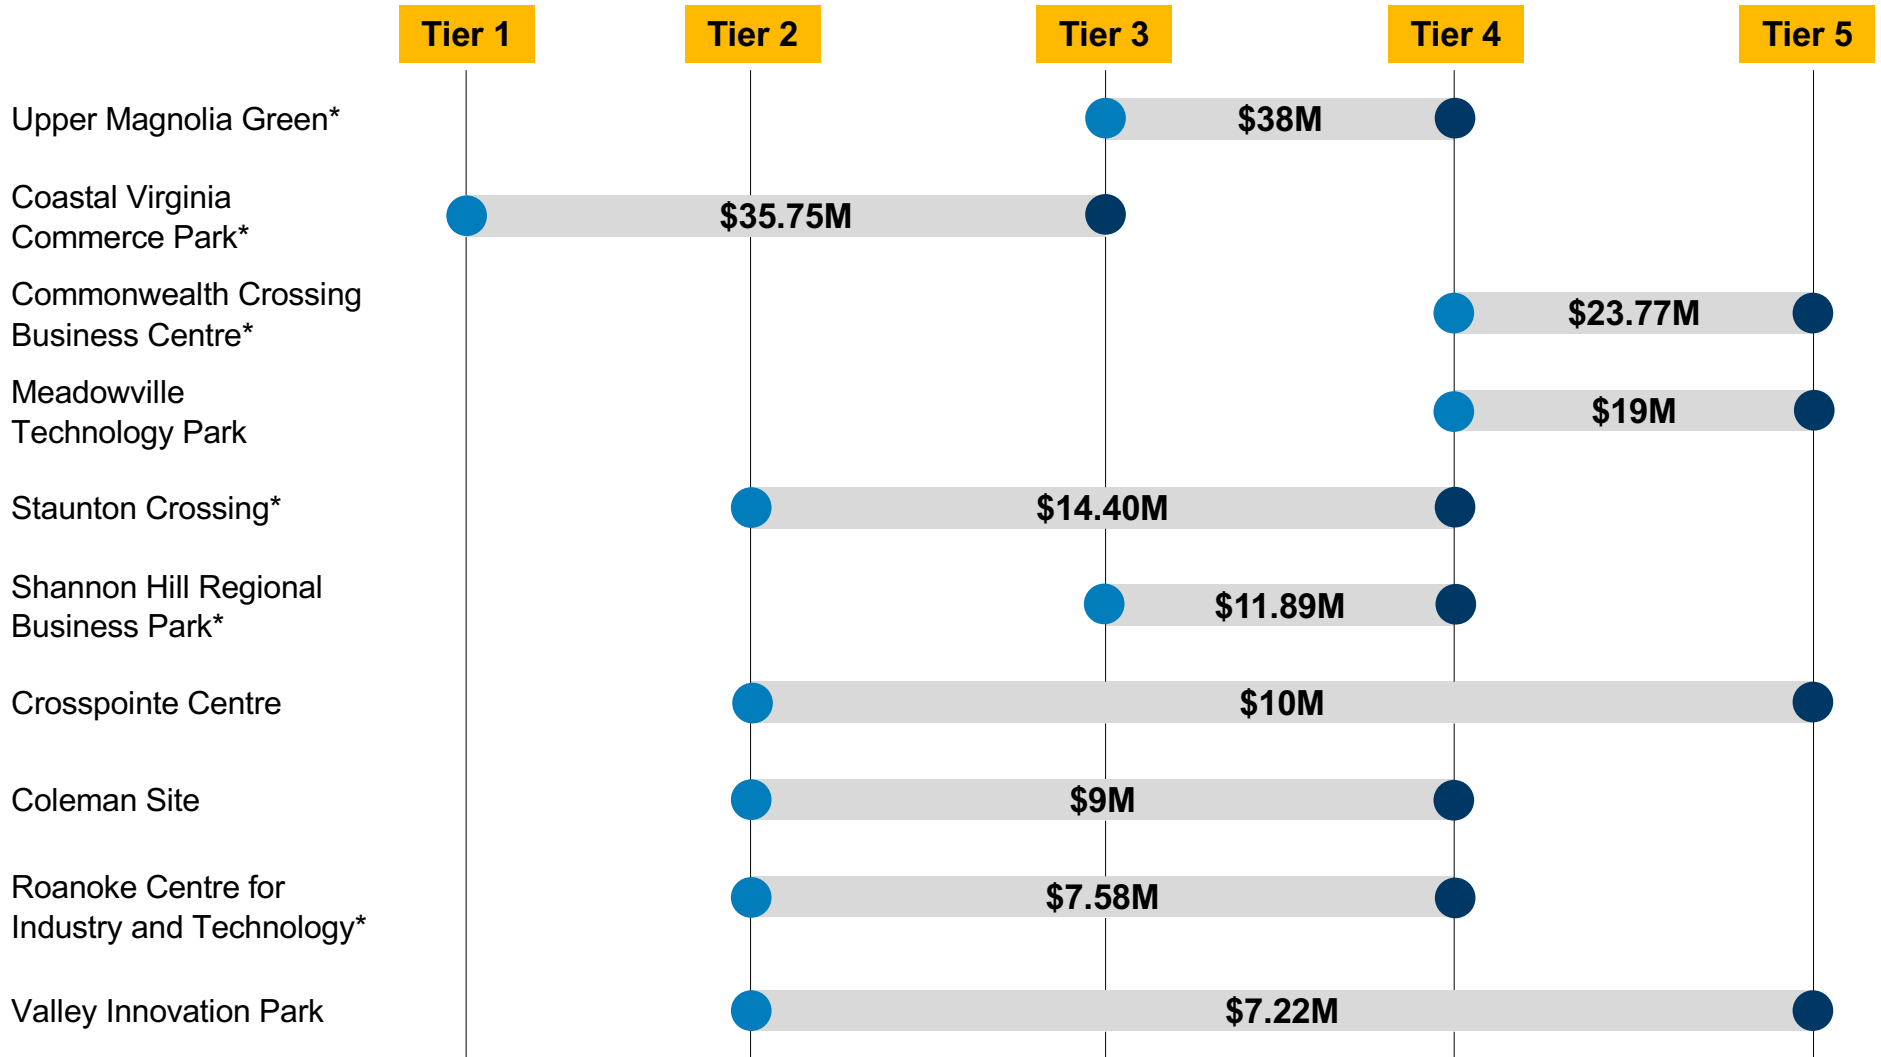 Tier 1
Tier 2
Tier 3
Tier 4
Tier 5
Upper Magnolia Green*
$38M
Coastal Virginia
Commerce Park*
$35.75M
Commonwealth Crossing
Business Centre*
$23.77M
Meadowville
Technology Park
$19M
Staunton Crossing*
$14.40M
Shannon Hill Regional
Business Park*
$11.89M
Crosspointe Centre
$10M
Coleman Site
$9M
Roanoke Centre for
Industry and Technology*
$7.58M
Valley Innovation Park
$7.22M